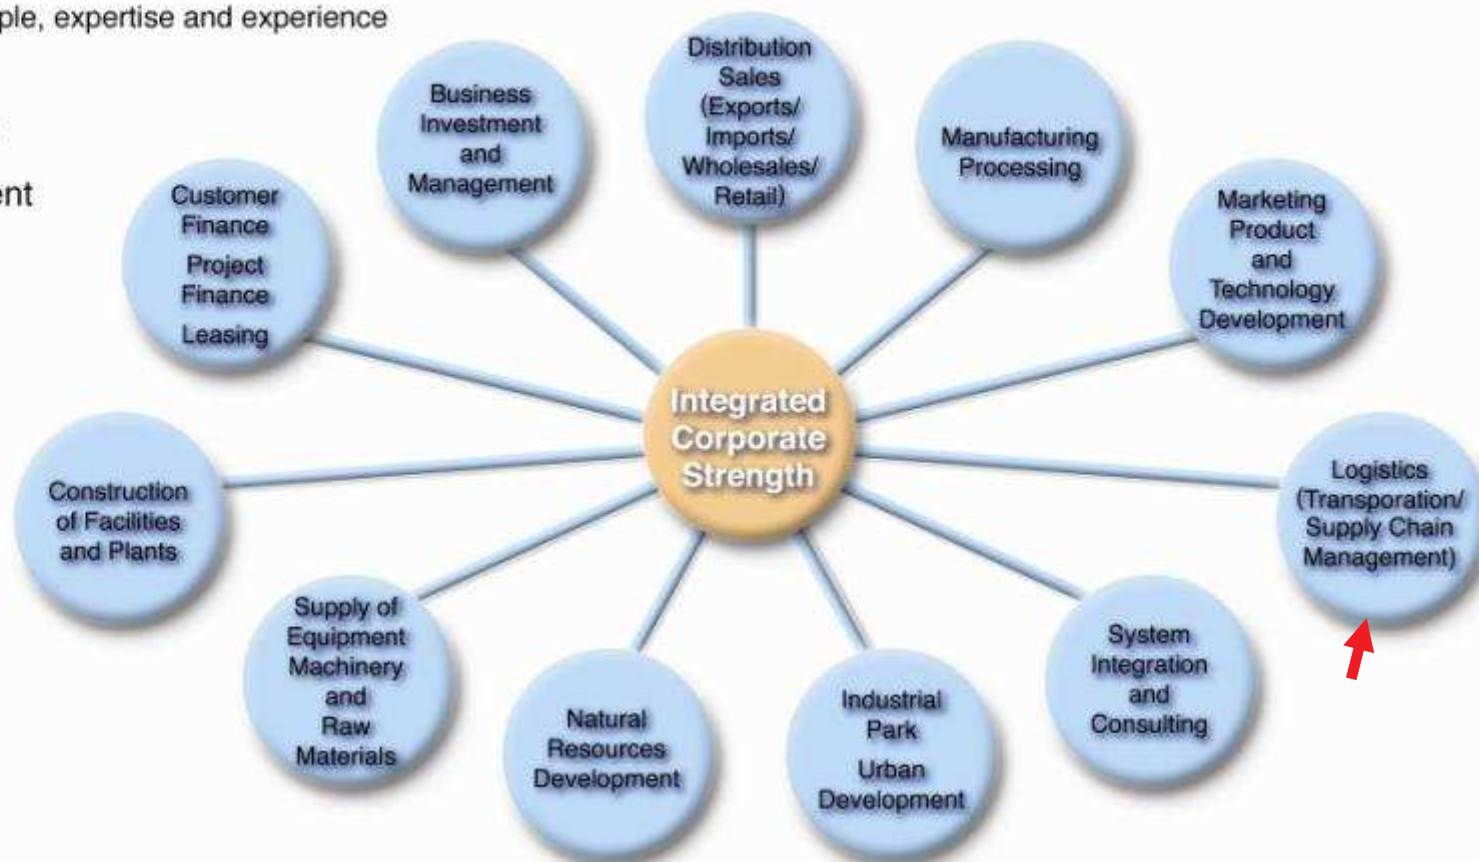 expertise and experience
Distribution
Sales
(Exports/
Imports/
Wholesales/
Retail)
Business
Investment
and
Management
Manufacturing
Processing
Customer
Finance
Project
Finance
Leasing
Marketing
Product
and
Technology
Development
Integrated
Corporate
Strength
Construction
of Facilities
and Plants
Logistics
(Transporation/
Supply Chain
Management)
Supply of
Equipment
Machinery
and
Raw
Materials
Natural
Resources
Development
Industrial
Park
Urban
Development
System
Integration
and
Consulting